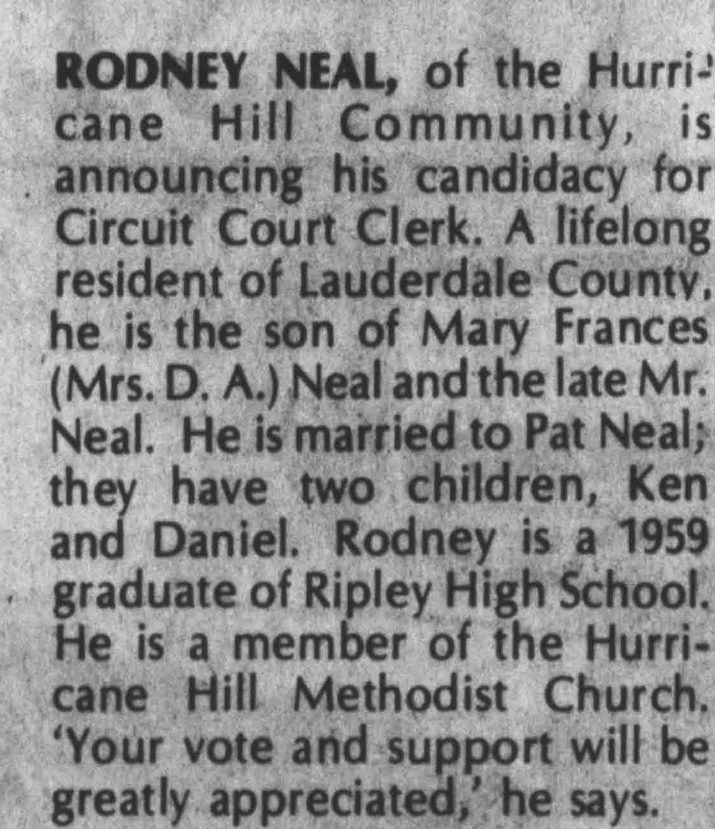 RODNEY NEAL, of the Hurri-
cane Hill Community, is
announcing his candidacy for
Circuit Court Clerk. A lifelong
resident of Lauderdale County,
he is the son of Mary Frances
(Mrs. D. A.) Neal and the late Mr.
Neal. He is married to Pat Neal;
they have two children, Ken
and Daniel. Rodney is a 1959
graduate of Ripley High School.
He is a member of the Hurri-
cane Hill Methodist Church.
‘Your vote and support will be
greatly appreciated,’ he says.